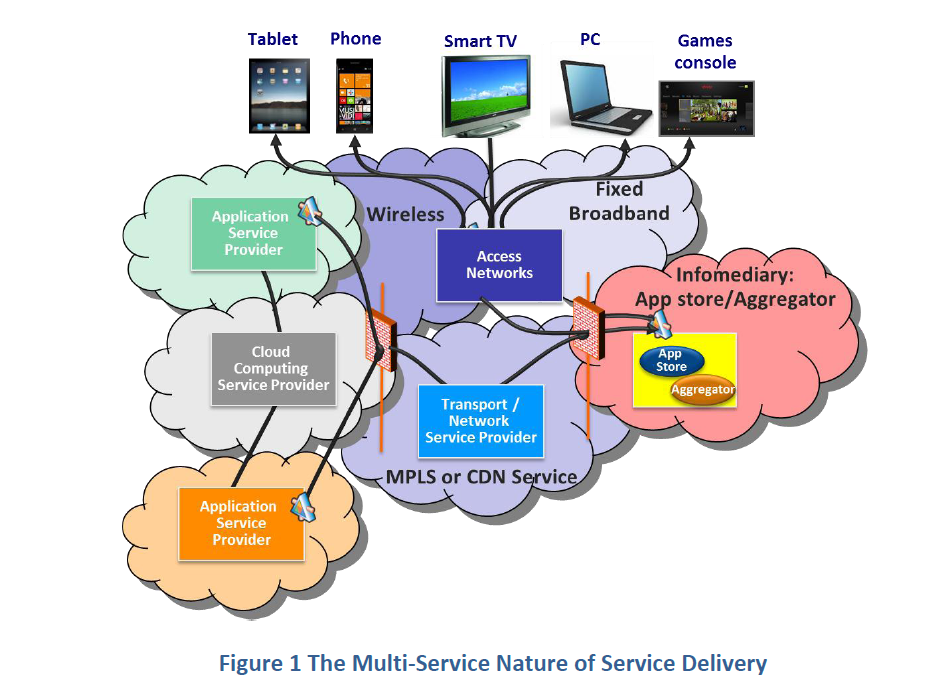 Tablet
Phone
Smart TV
PC
Games
console
Wireless
Fixed
Broadband
Application
Service
Provider
Access
Networks
Infomediary:
App store/Aggregator
Cloud
Computing
Service Provider
App
Store
Aggregator
Transport /
Network
Service Provider
MPLS or CDN Service
Application
Service
Provider
Figure 1 The Multi-Service Nature of Service Delivery